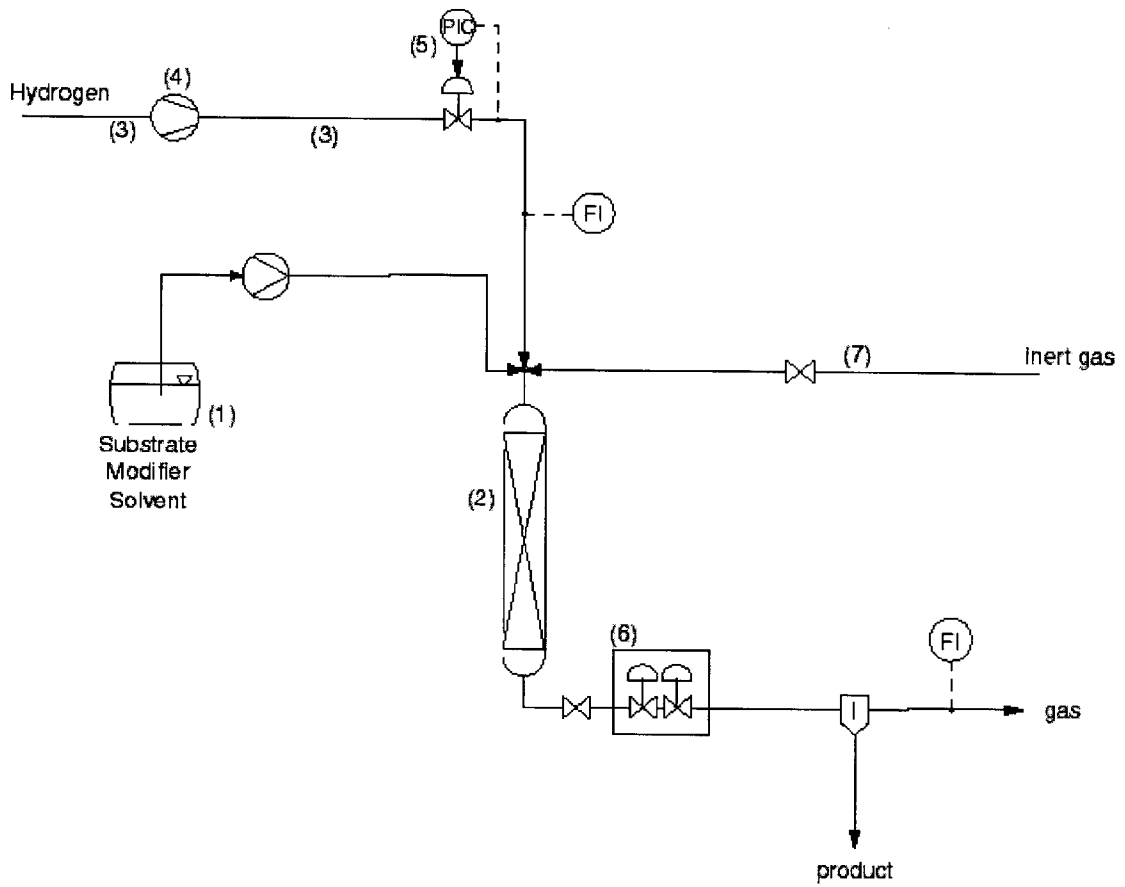 PIC
(5)
(4)
Hydrogen
(3)
(3)
FI
(7)
inert gas
(1)
Substrate
Modifier
Solvent
(2)
(6)
FI
I
gas
product